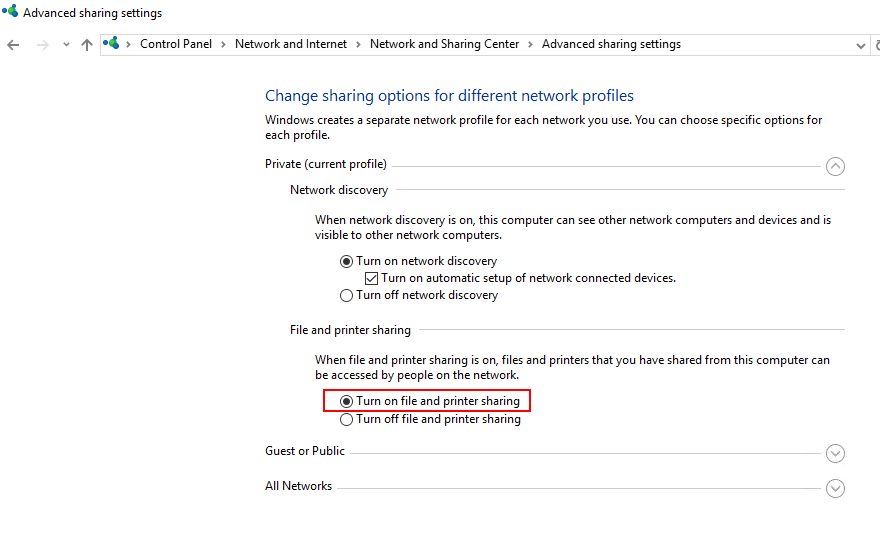 Advanced sharing settings
Control Panel > Network and Internet > Network and Sharing Center > Advanced sharing settings
Change sharing options for different network profiles
Windows creates a separate network profile for each network you use. You can choose specific options for
each profile.
Private (current profile)
Network discovery
When network discovery is on, this computer can see other network computers and devices and is
visible to other network computers.
Turn on network discovery
Turn on automatic setup of network connected devices.
Turn off network discovery
File and printer sharing
When file and printer sharing is on, files and printers that you have shared from this computer can
be accessed by people on the network.
Turn on file and printer sharing
Turn off file and printer sharing
Guest or Public
All Networks